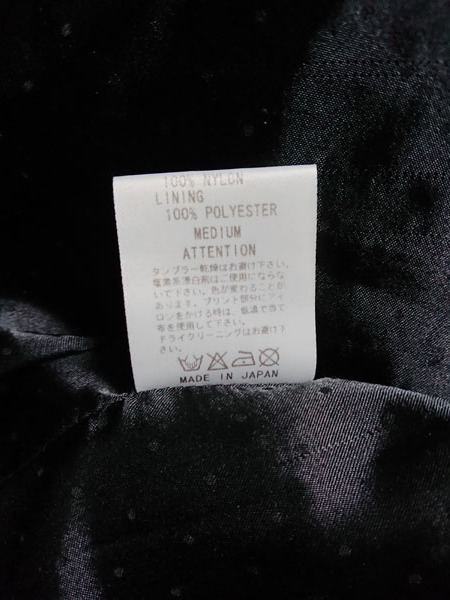 100% NYLON
LINING
100% POLYESTER
MEDIUM
ATTENTION
タンブラー乾燥はお避け下さい。
塩素系漂白剤はご使用にならな
いで下さい。色が変わることが
あります。プリント部分にアイ
ロンをかける時は、低温で当て
布を使用して下さい。
ドライクリーニングはお避け下
さい。
MADE IN JAPAN